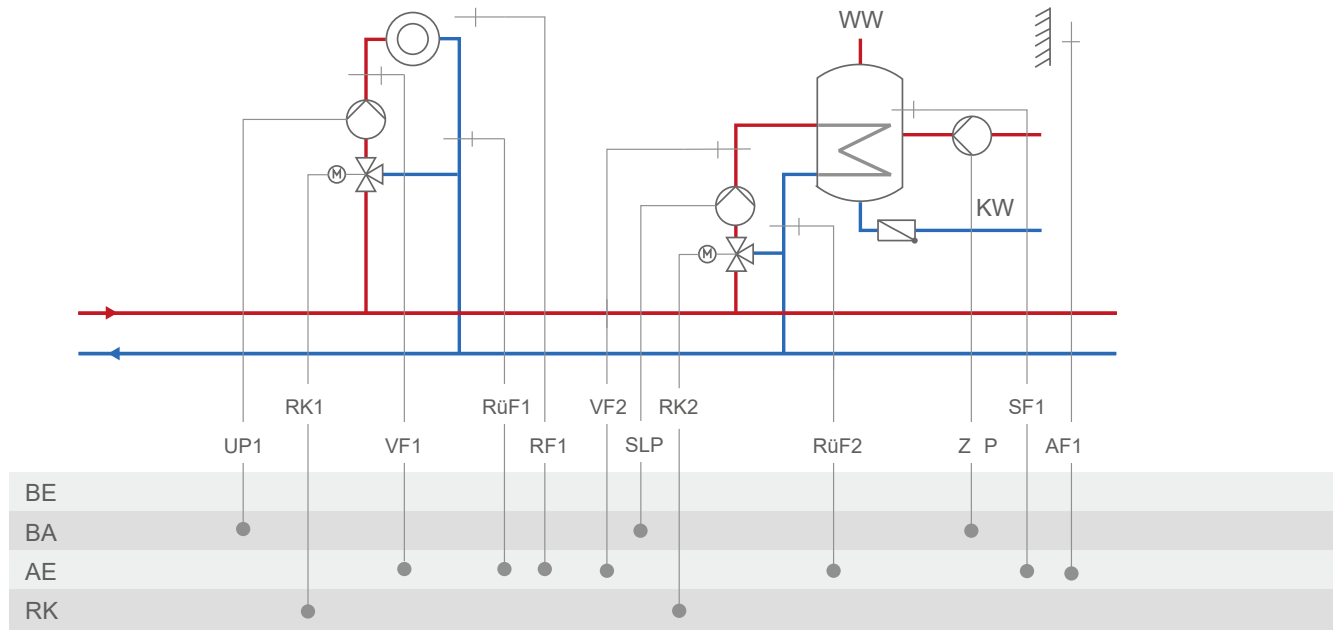 WW
M
KW
M
RK1 RüF1 VF2 RK2 SF1
UP1 VF1 RF1 SLP RüF2 Z P AF1
BE
BA
AE
RK